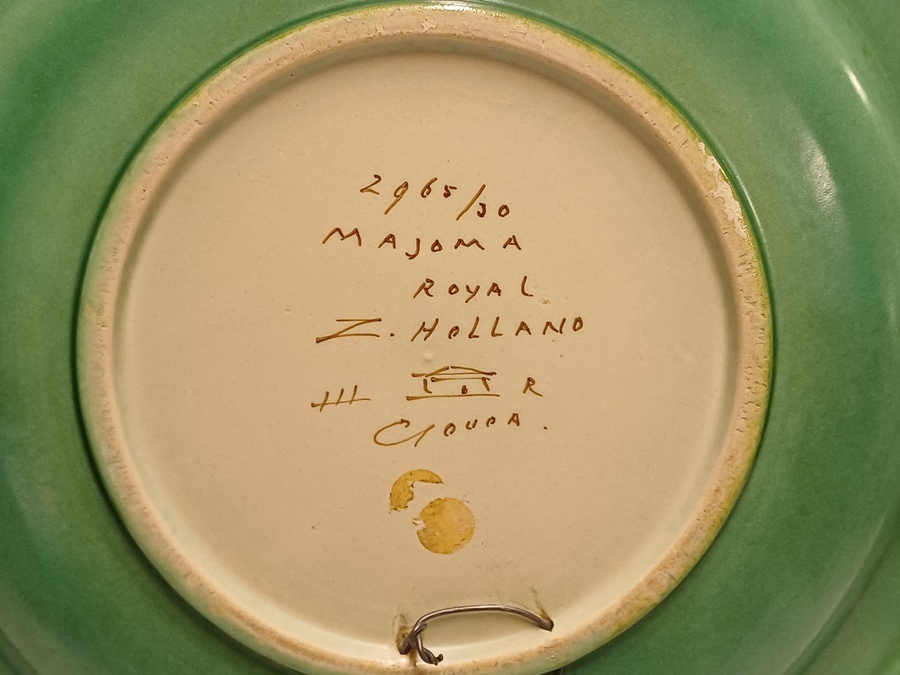 2965/30
MAJOMA
ROYAL
Z. HOLLAND
R
GOUDA.